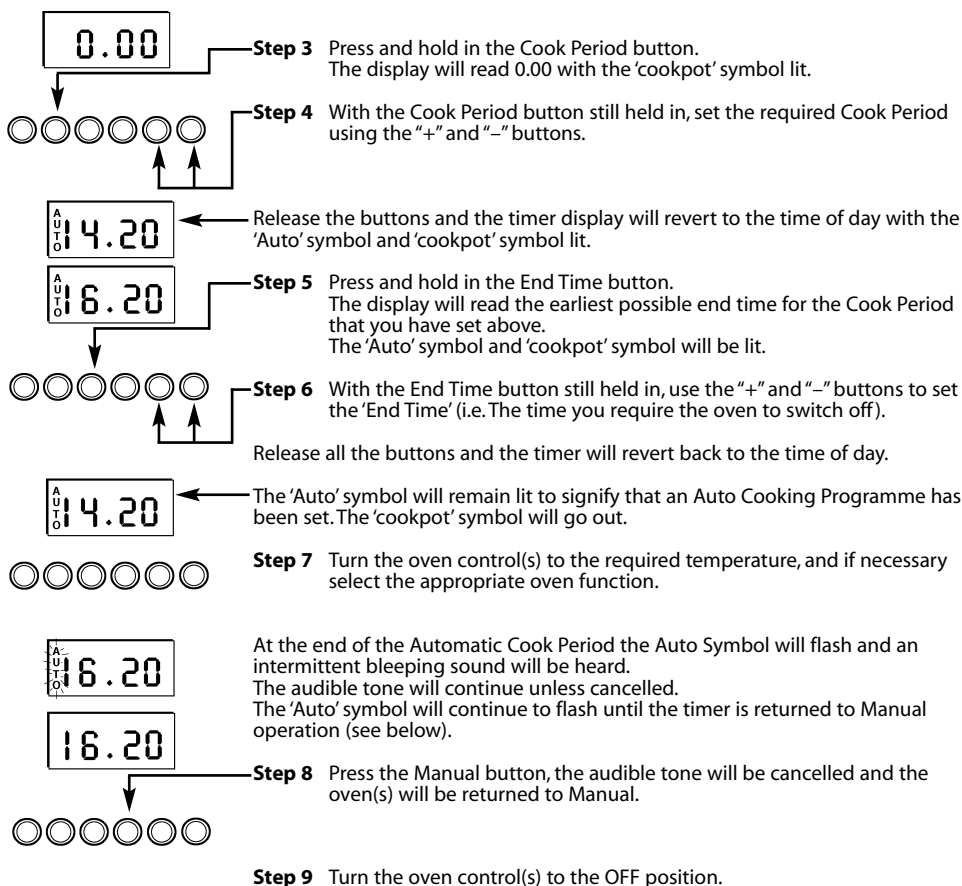 0.00
Step 3 Press and hold in the Cook Period button.
The display will read 0.00 with the ‘cookpot’ symbol lit.
Step 4 With the Cook Period button still held in, set the required Cook Period
using the “+” and “–” buttons.
AUTO 14.20
Release the buttons and the timer display will revert to the time of day with the
‘Auto’ symbol and ‘cookpot’ symbol lit.
AUTO 16.20
Step 5 Press and hold in the End Time button.
The display will read the earliest possible end time for the Cook Period
that you have set above.
The ‘Auto’ symbol and ‘cookpot’ symbol will be lit.
Step 6 With the End Time button still held in, use the “+” and “–” buttons to set
the ‘End Time’ (i.e. The time you require the oven to switch off).
Release all the buttons and the timer will revert back to the time of day.
AUTO 14.20
The ‘Auto’ symbol will remain lit to signify that an Auto Cooking Programme has
been set. The ‘cookpot’ symbol will go out.
Step 7 Turn the oven control(s) to the required temperature, and if necessary
select the appropriate oven function.
AUTO 16.20
At the end of the Automatic Cook Period the Auto Symbol will flash and an
intermittent bleeping sound will be heard.
The audible tone will continue unless cancelled.
The ‘Auto’ symbol will continue to flash until the timer is returned to Manual
operation (see below).
16.20
Step 8 Press the Manual button, the audible tone will be cancelled and the
oven(s) will be returned to Manual.
Step 9 Turn the oven control(s) to the OFF position.